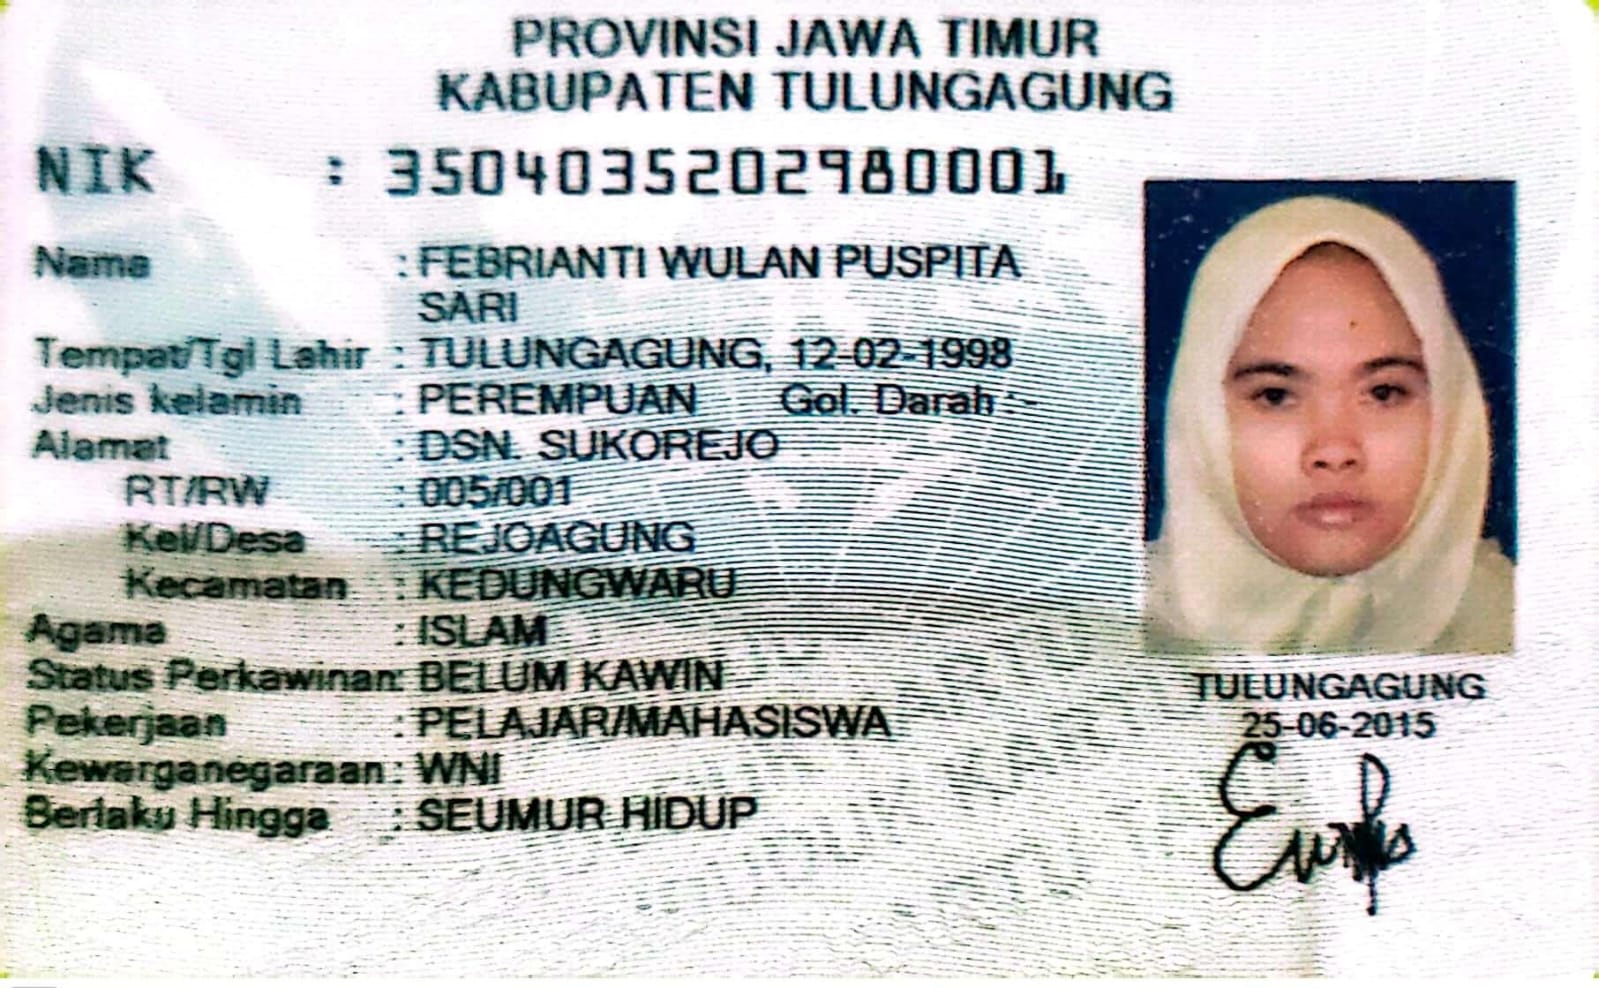 PROVINSI JAWA TIMUR
KABUPATEN TULUNGAGUNG
NIK : 3504035202980001
Nama : FEBRIANTI WULAN PUSPITA
SARI
Tempat/Tgl Lahir : TULUNGAGUNG, 12-02-1998
Jenis kelamin : PEREMPUAN Gol. Darah : -
Alamat : DSN. SUKOREJO
RT/RW : 005/001
Kel/Desa : REJOAGUNG
Kecamatan : KEDUNGWARU
Agama : ISLAM
Status Perkawinan: BELUM KAWIN
Pekerjaan : PELAJAR/MAHASISWA
Kewarganegaraan : WNI
Berlaku Hingga : SEUMUR HIDUP
TULUNGAGUNG
25-06-2015